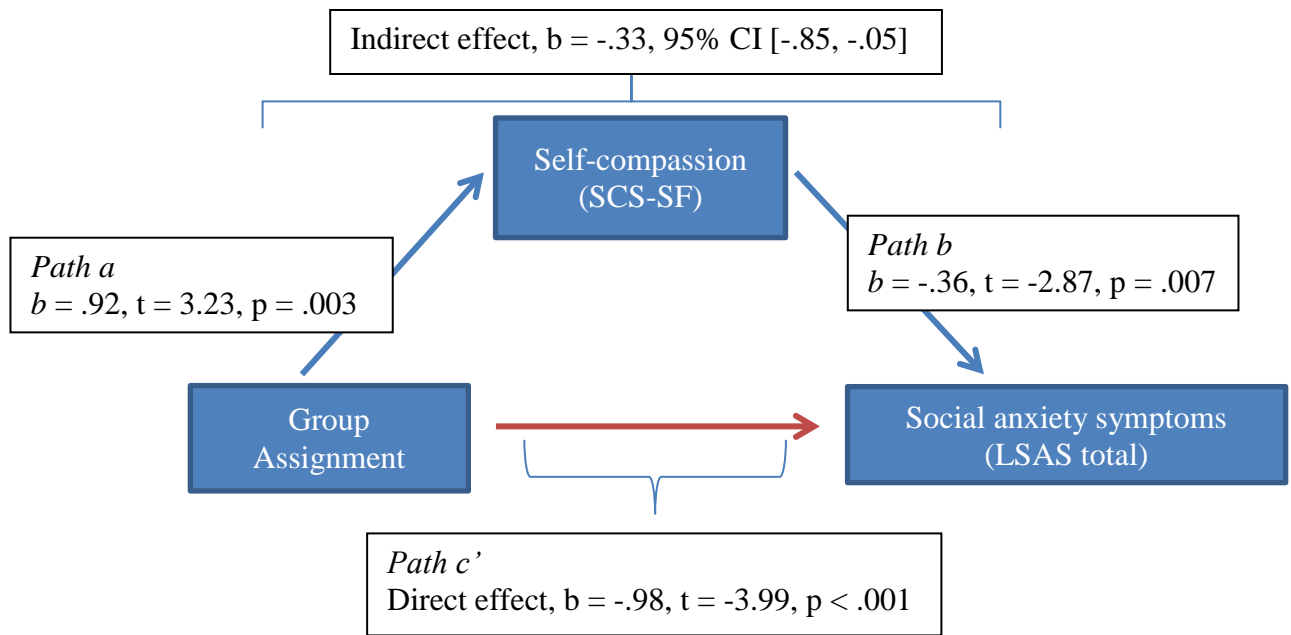 Indirect effect, b = -.33, 95% CI [-.85, -.05]
Self-compassion
(SCS-SF)
Path a
b = .92, t = 3.23, p = .003
Path b
b = -.36, t = -2.87, p = .007
Group
Assignment
Social anxiety symptoms
(LSAS total)
Path c’
Direct effect, b = -.98, t = -3.99, p < .001